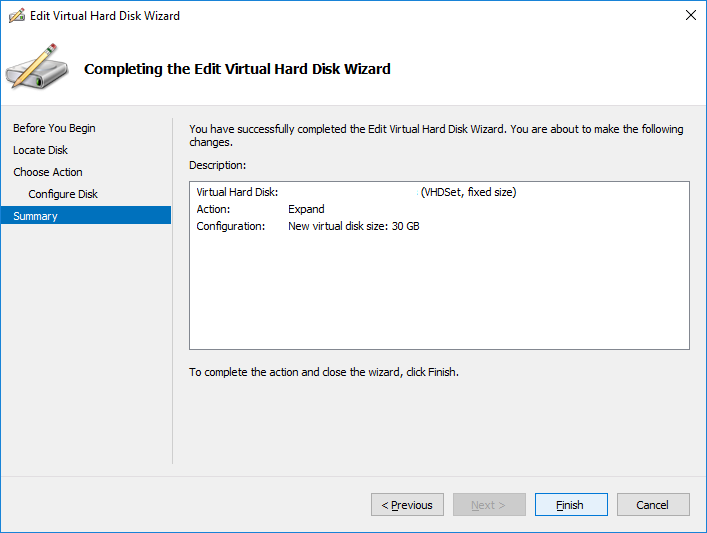 Edit Virtual Hard Disk Wizard
Completing the Edit Virtual Hard Disk Wizard
Before You Begin
Locate Disk
Choose Action
Configure Disk
Summary
You have successfully completed the Edit Virtual Hard Disk Wizard. You are about to make the following
changes.
Description:
Virtual Hard Disk: (VHDSet, fixed size)
Action: Expand
Configuration: New virtual disk size: 30 GB
To complete the action and close the wizard, click Finish.
< Previous Next > Finish Cancel